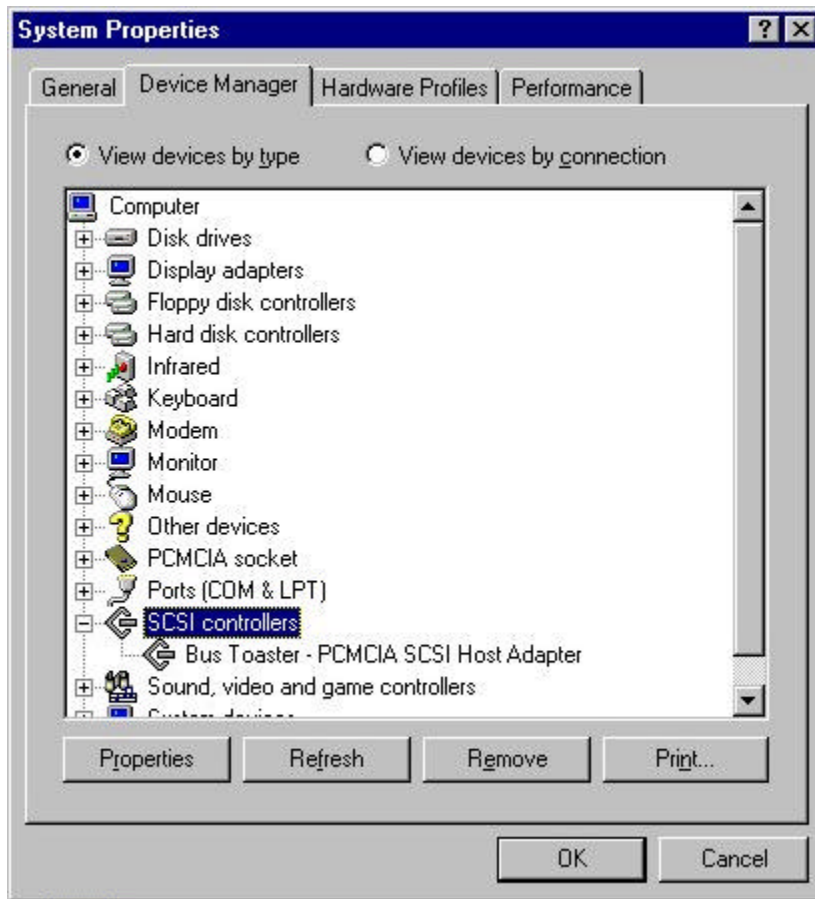 System Properties
General Device Manager Hardware Profiles Performance
View devices by type View devices by connection
Computer
Disk drives
Display adapters
Floppy disk controllers
Hard disk controllers
Infrared
Keyboard
Modem
Monitor
Mouse
Other devices
PCMCIA socket
Ports (COM & LPT)
SCSI controllers
Bus Toaster - PCMCIA SCSI Host Adapter
Sound, video and game controllers
System devices
Properties Refresh Remove Print...
OK Cancel